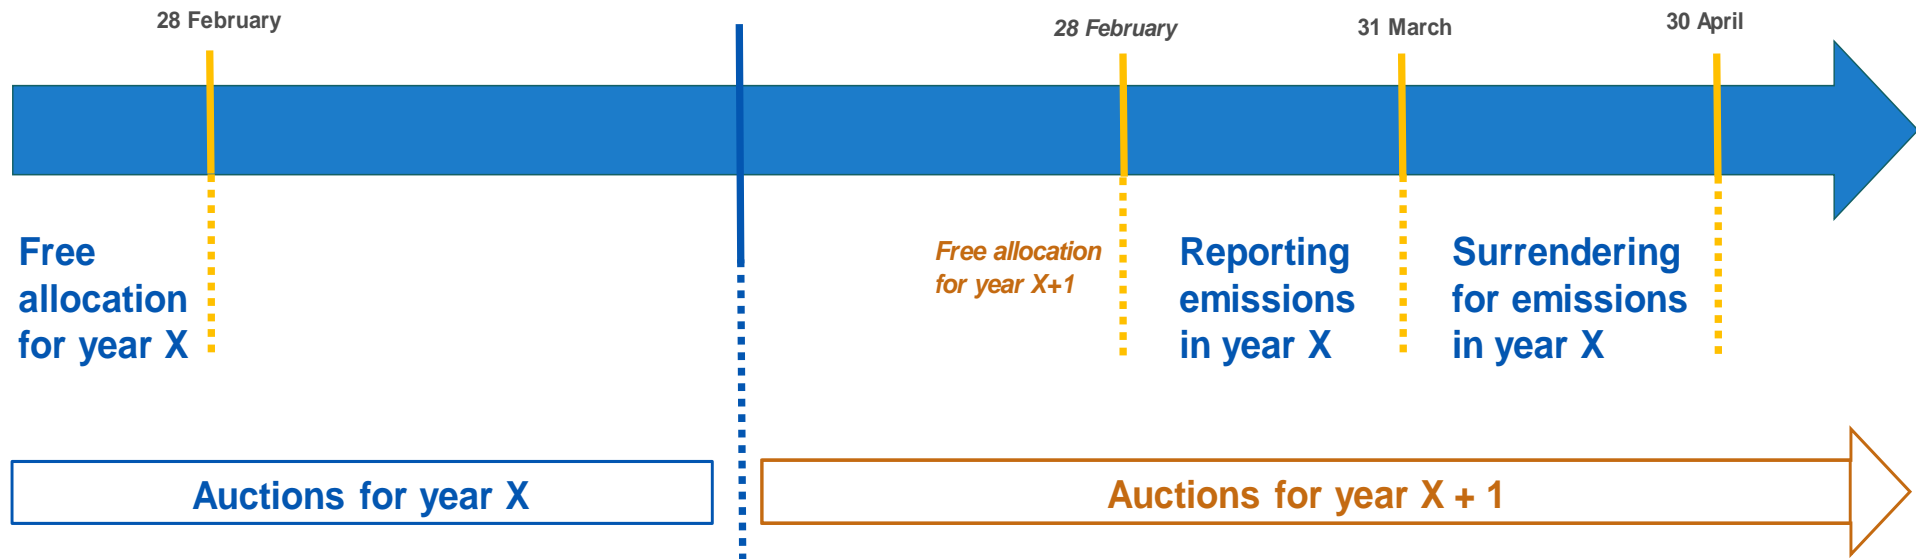 28 February
28 February
31 March
30 April
Free
allocation
for year X
Free allocation
for year X+1
Reporting
emissions
in year X
Surrendering
for emissions
in year X
Auctions for year X
Auctions for year X + 1